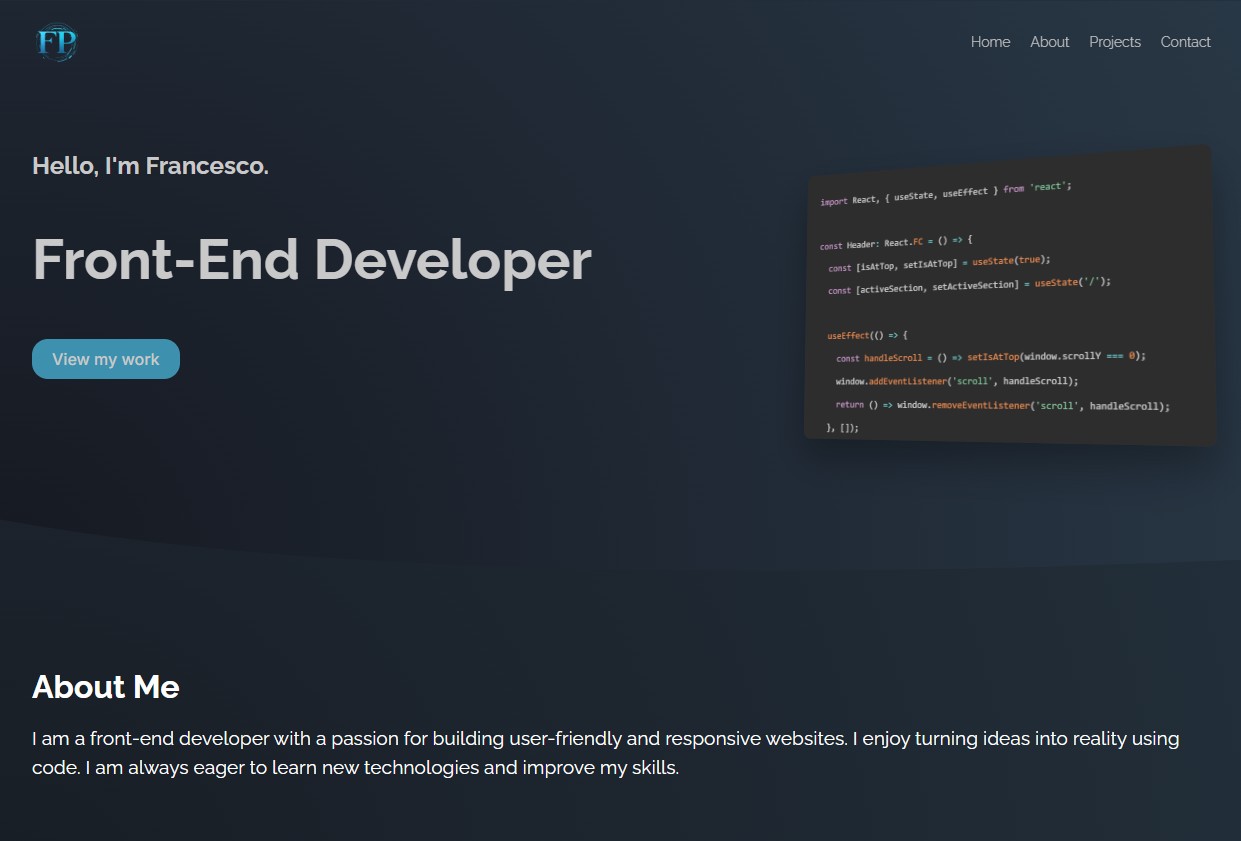 FP
Home About Projects Contact
Hello, I'm Francesco.
Front-End Developer
View my work
import React, { useState, useEffect } from 'react';
const Header: React.FC = () => {
const [isAtTop, setIsAtTop] = useState(true);
const [activeSection, setActiveSection] = useState('/');
useEffect(() => {
const handleScroll = () => setIsAtTop(window.scrollY === 0);
window.addEventListener('scroll', handleScroll);
return () => window.removeEventListener('scroll', handleScroll);
}, []);
About Me
I am a front-end developer with a passion for building user-friendly and responsive websites. I enjoy turning ideas into reality using
code. I am always eager to learn new technologies and improve my skills.